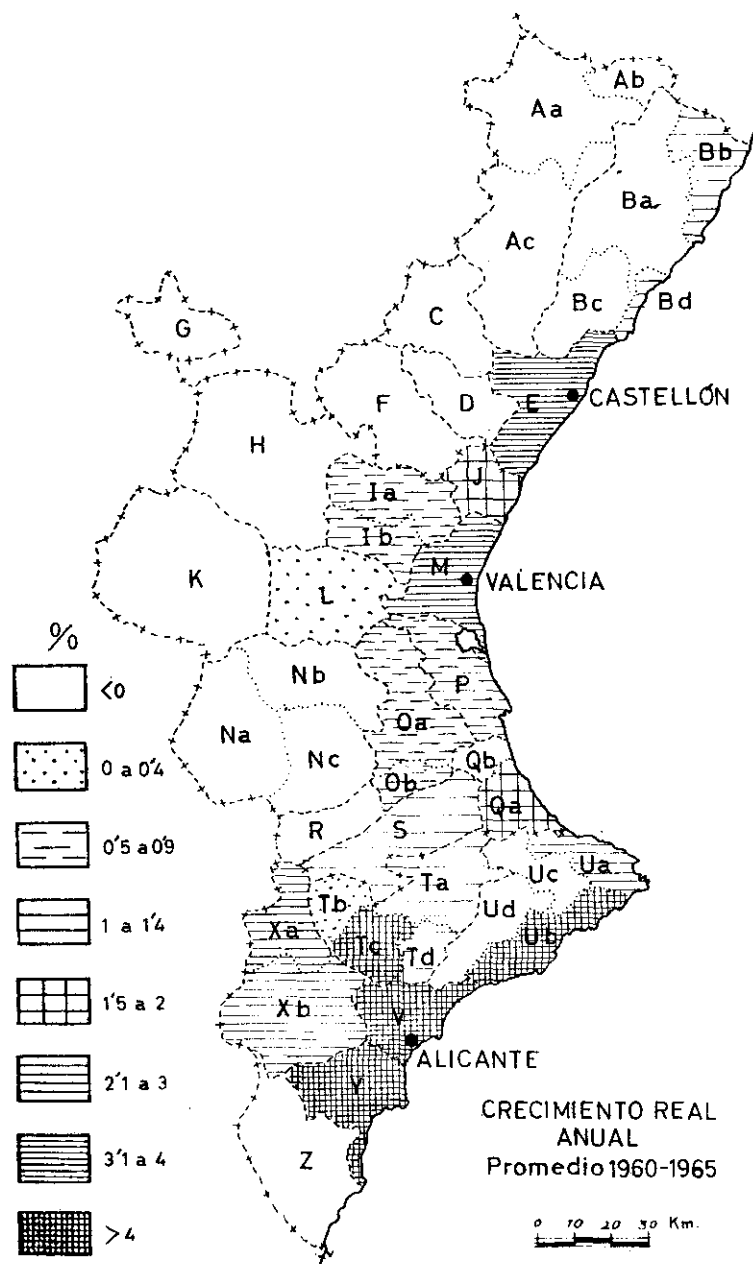 Ab
Aa
Bb
Ba
Ac
Bc
Bd
G
C
F
D
E
CASTELLÓN
H
Ia
J
Ib
K
L
M
VALENCIA
%
<0
0 a 0'4
0'5 a 0'9
1 a 1'4
1'5 a 2
2'1 a 3
3'1 a 4
>4
Nb
P
Na
Oa
Nc
Qb
Ob
Qa
R
S
Ua
Uc
Ta
Tb
Ud
Xa
Tc
Td
Ub
Xb
V
ALICANTE
Y
Z
CRECIMIENTO REAL
ANUAL
Promedio 1960-1965
0 10 20 30 Km.